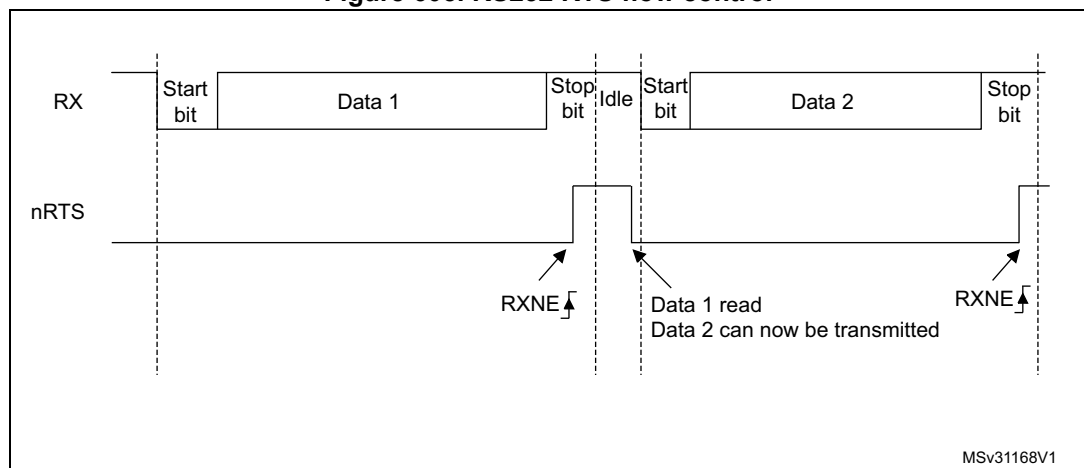 RX
Start bit
Data 1
Stop bit
Idle
Start bit
Data 2
Stop bit
nRTS
RXNE
Data 1 read
Data 2 can now be transmitted
RXNE
MSv31168V1